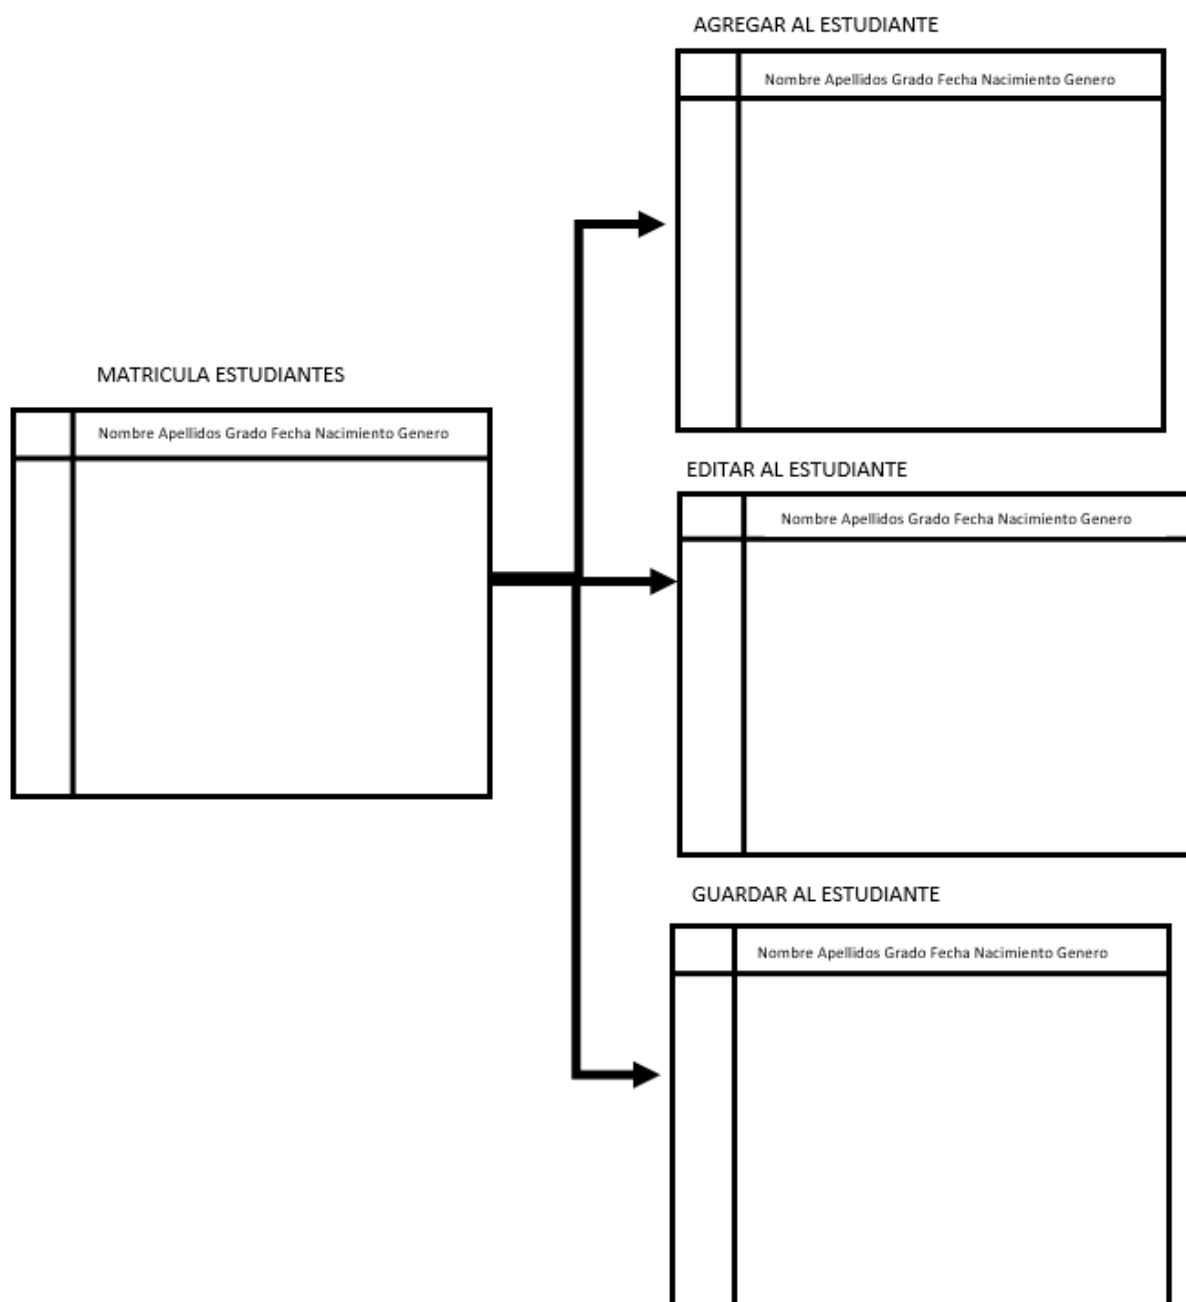 AGREGAR AL ESTUDIANTE
Nombre Apellidos Grado Fecha Nacimiento Genero
MATRICULA ESTUDIANTES
Nombre Apellidos Grado Fecha Nacimiento Genero
EDITAR AL ESTUDIANTE
Nombre Apellidos Grado Fecha Nacimiento Genero
GUARDAR AL ESTUDIANTE
Nombre Apellidos Grado Fecha Nacimiento Genero